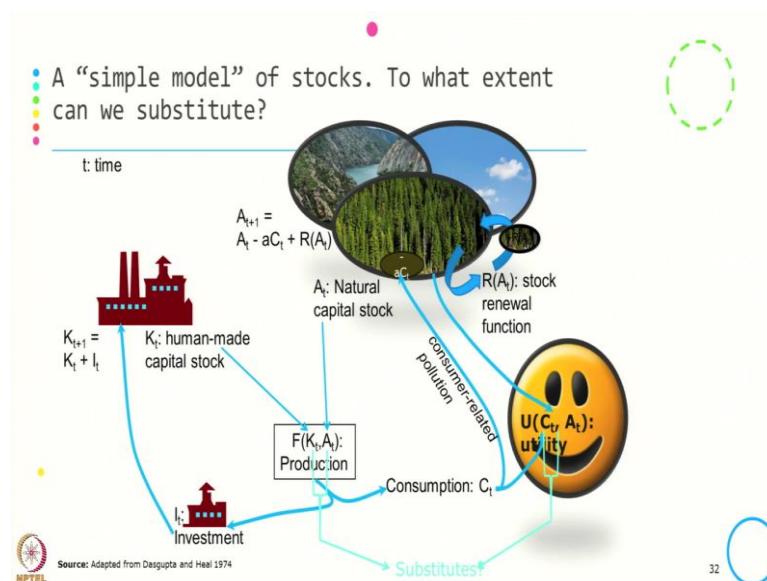 A “simple model” of stocks. To what extent
can we substitute?
t: time
Aₜ₊₁ =
Aₜ - aCₜ + R(Aₜ)
-
aCₜ
Aₜ: Natural
capital stock
R(Aₜ): stock
renewal
function
Kₜ₊₁ =
Kₜ + Iₜ
Kₜ: human-made
capital stock
consumer-related
pollution
U(Cₜ, Aₜ):
utility
F(Kₜ,Aₜ):
Production
Consumption: Cₜ
Iₜ:
Investment
Substitutes?
Source: Adapted from Dasgupta and Heal 1974
32
NPTEL